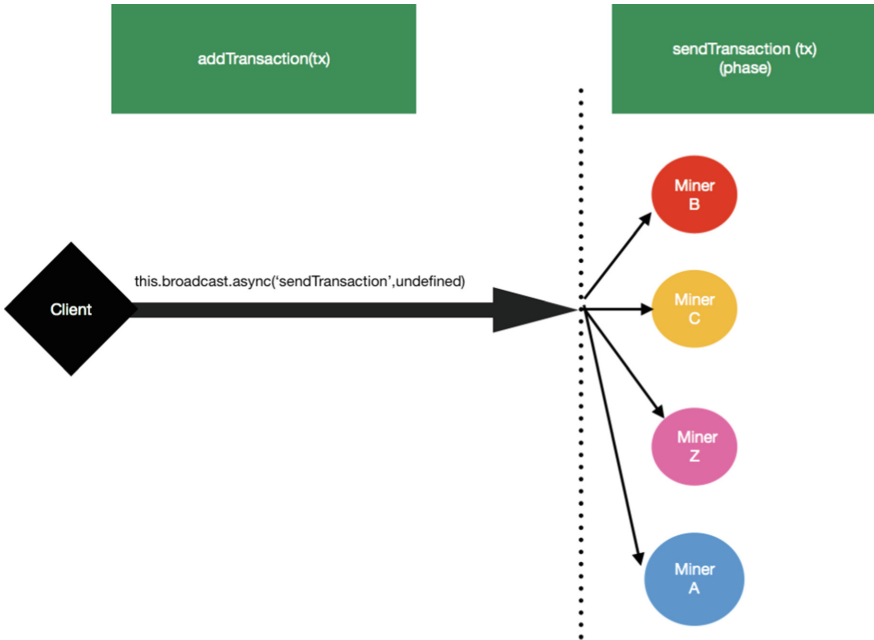 addTransaction(tx)
sendTransaction (tx)
(phase)
Miner
B
this.broadcast.async(‘sendTransaction’,undefined)
Client
Miner
C
Miner
Z
Miner
A